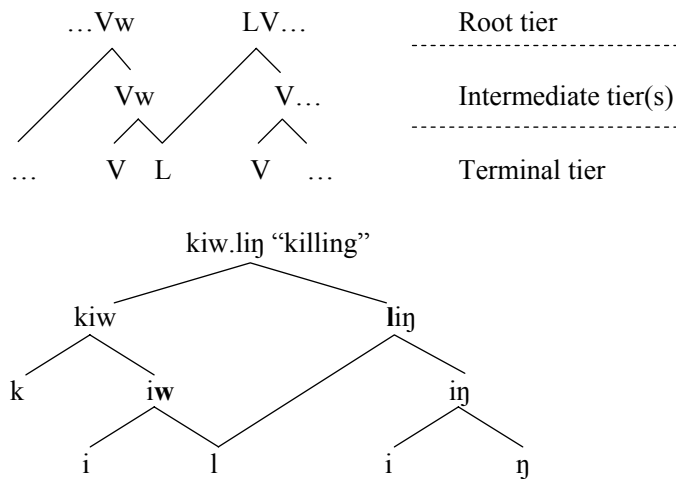 …Vw LV… Root tier
Vw V… Intermediate tier(s)
… V L V … Terminal tier
kiw.liŋ “killing”
kiw liŋ
k iw iŋ
i l i ŋ